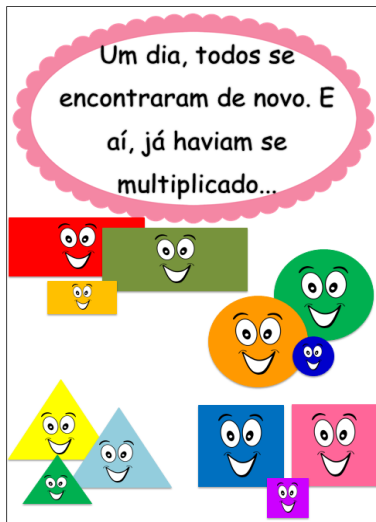 Um dia, todos se
encontraram de novo. E
aí, já haviam se
multiplicado...